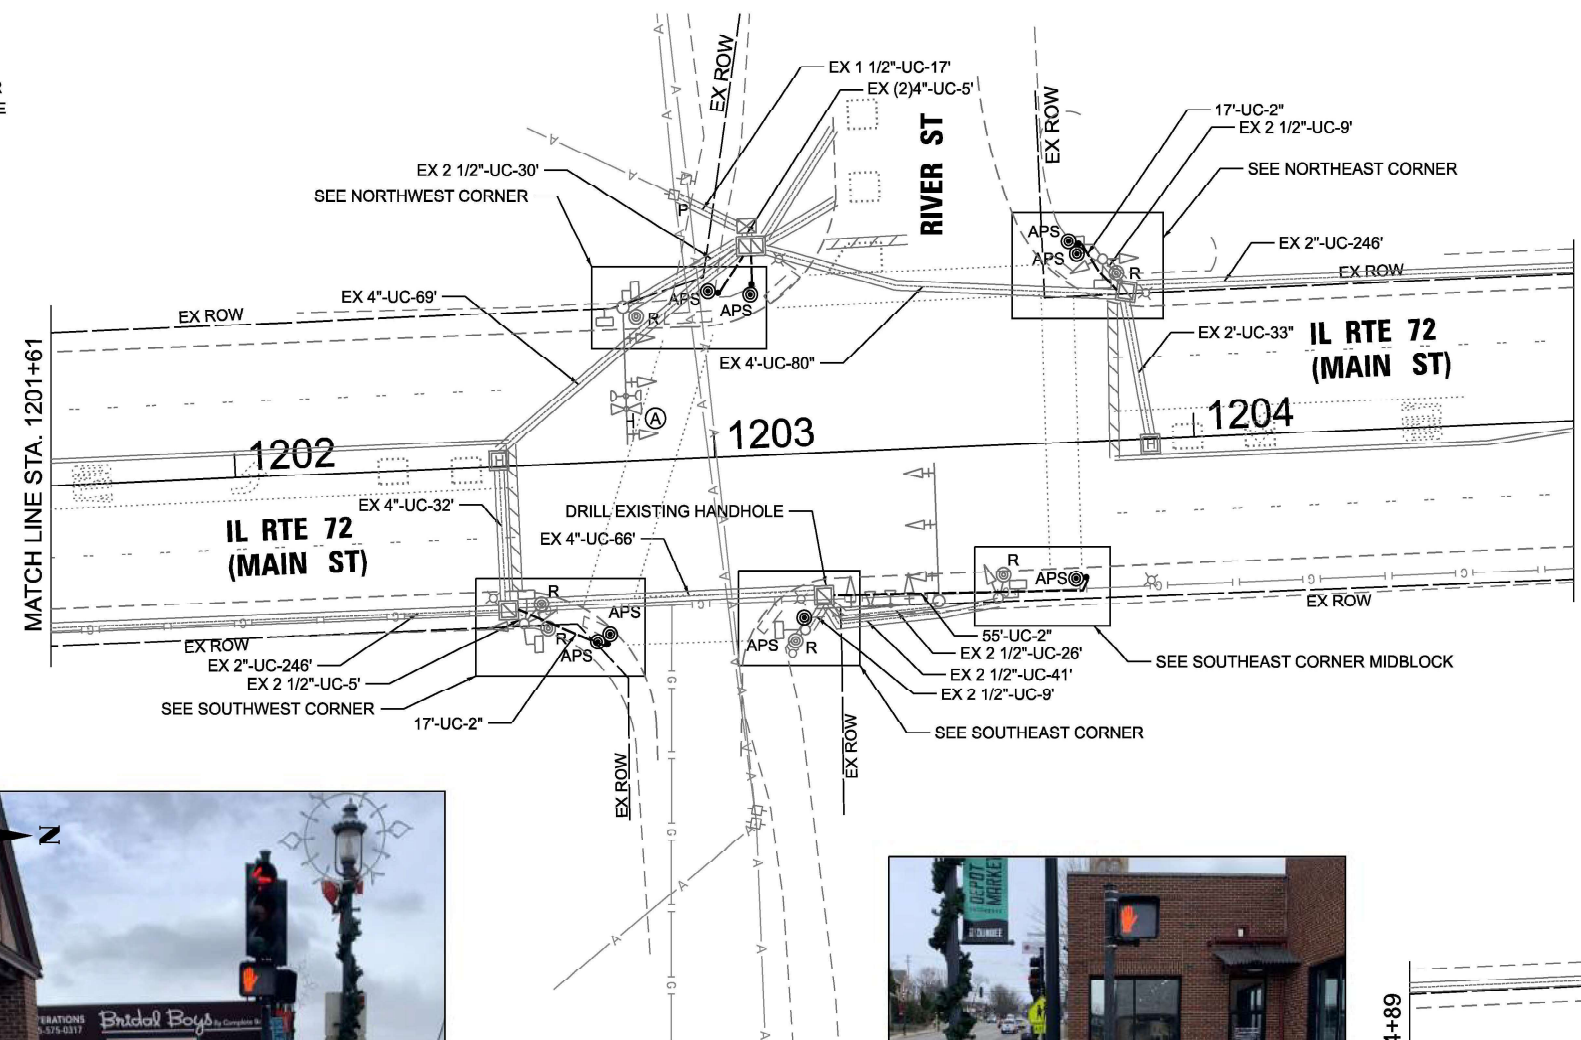 R
E
EX ROW
EX 1 1/2"-UC-17'
EX (2)4"-UC-5'
RIVER ST
EX ROW
17'-UC-2"
EX 2 1/2"-UC-9'
EX 2 1/2"-UC-30'
SEE NORTHWEST CORNER
SEE NORTHEAST CORNER
P
APS
APS
R
EX 2"-UC-246'
EX ROW
EX 4"-UC-69'
EX ROW
APS
APS
R
EX 4'-UC-80"
EX 2'-UC-33"
IL RTE 72
(MAIN ST)
MATCH LINE STA. 1201+61
A
1202
1203
1204
H
H
EX 4"-UC-32'
DRILL EXISTING HANDHOLE
EX 4"-UC-66'
IL RTE 72
(MAIN ST)
R
APS
R
APS
APS
R
R
APS
EX ROW
EX ROW
55'-UC-2"
EX 2 1/2"-UC-26'
EX 2 1/2"-UC-41'
EX 2 1/2"-UC-9'
EX 2"-UC-246'
EX 2 1/2"-UC-5'
SEE SOUTHWEST CORNER
17'-UC-2"
SEE SOUTHEAST CORNER MIDBLOCK
SEE SOUTHEAST CORNER
EX ROW
EX ROW
N
ERATIONS
5-575-0317
Bridal Boys
DEPOT
MARKET
DUNDEE
4+89